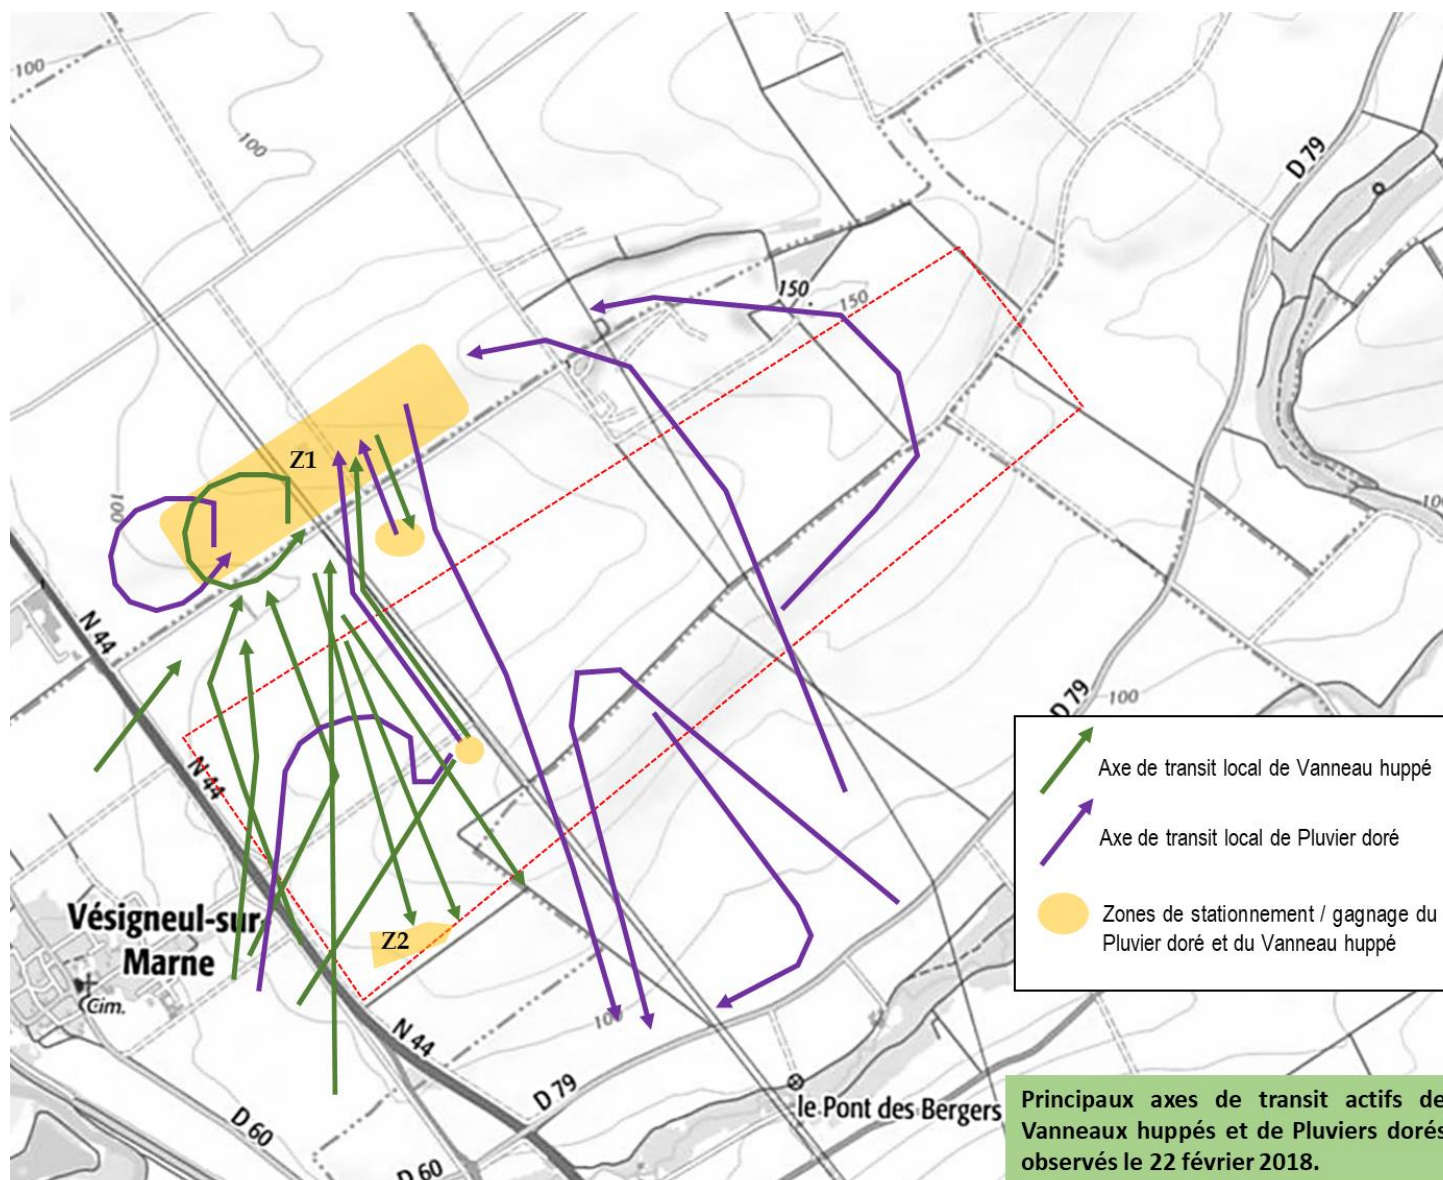 100
100
D 79
150
150
Z1
100
100
N 44
N 44
D 79
100
Vésigneul-sur-
Marne
Cim.
Z2
100
N 44
D 79
D 60
D 60
le Pont des Bergers
Axe de transit local de Vanneau huppé
Axe de transit local de Pluvier doré
Zones de stationnement / gagnage du
Pluvier doré et du Vanneau huppé
Principaux axes de transit actifs de
Vanneaux huppés et de Pluviers dorés
observés le 22 février 2018.